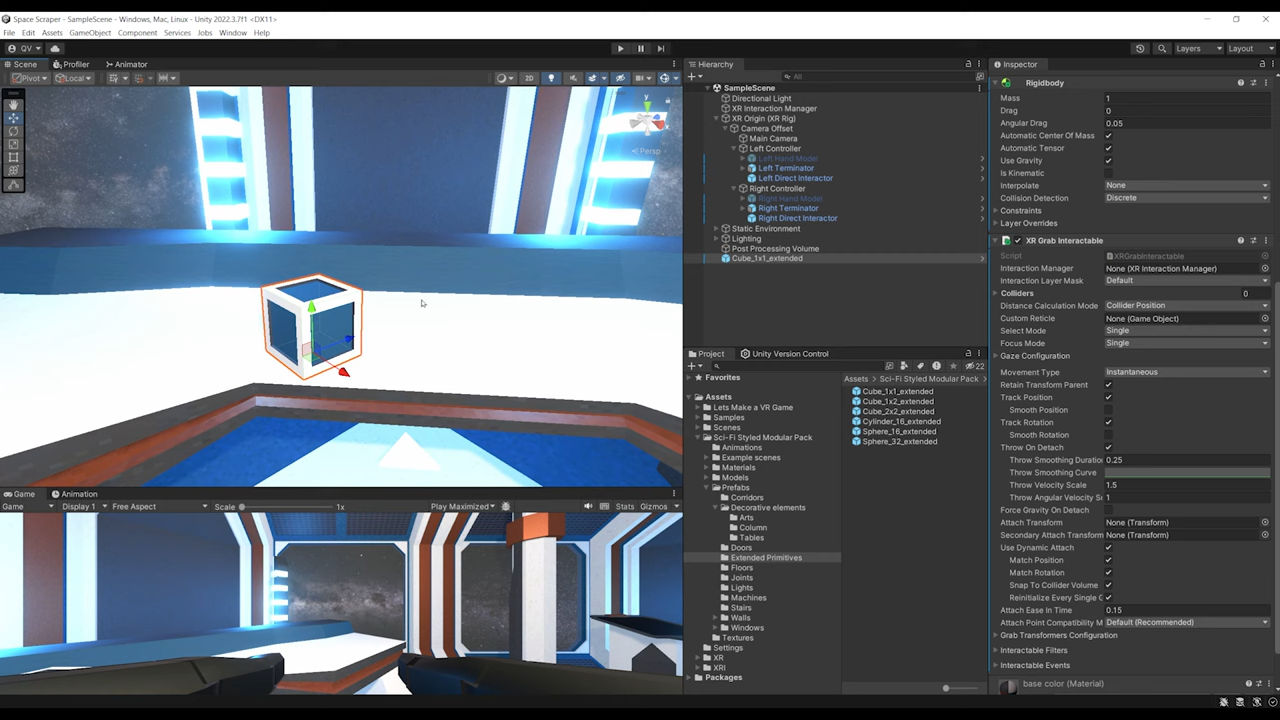 Space Scraper - SampleScene - Windows, Mac, Linux - Unity 2022.3.7f1 <DX11>
File Edit Assets GameObject Component Services Jobs Window Help
QV Layers Layout
Scene Profiler Animator
Pivot Local 2D
y
x
Persp
Hierarchy
All
SampleScene
Directional Light
XR Interaction Manager
XR Origin (XR Rig)
Camera Offset
Main Camera
Left Controller
Left Hand Model
Left Terminator
Left Direct Interactor
Right Controller
Right Hand Model
Right Terminator
Right Direct Interactor
Static Environment
Lighting
Post Processing Volume
Cube_1x1_extended
Project Unity Version Control
22
Favorites
Assets
Lets Make a VR Game
Samples
Scenes
Sci-Fi Styled Modular Pack
Animations
Example scenes
Materials
Models
Prefabs
Corridors
Decorative elements
Arts
Column
Tables
Doors
Extended Primitives
Floors
Joints
Lights
Machines
Stairs
Walls
Windows
Textures
Settings
XR
XRI
Packages
Assets Sci-Fi Styled Modular Pack
Cube_1x1_extended
Cube_1x2_extended
Cube_2x2_extended
Cylinder_16_extended
Sphere_16_extended
Sphere_32_extended
Game Animation
Game Display 1 Free Aspect Scale 1x Play Maximized Stats Gizmos
Inspector
Rigidbody
Mass 1
Drag 0
Angular Drag 0.05
Automatic Center Of Mass
Automatic Tensor
Use Gravity
Is Kinematic
Interpolate None
Collision Detection Discrete
Constraints
Layer Overrides
XR Grab Interactable
Script XRGrabInteractable
Interaction Manager None (XR Interaction Manager)
Interaction Layer Mask Default
Colliders 0
Distance Calculation Mode Collider Position
Custom Reticle None (Game Object)
Select Mode Single
Focus Mode Single
Gaze Configuration
Movement Type Instantaneous
Retain Transform Parent
Track Position
Smooth Position
Track Rotation
Smooth Rotation
Throw On Detach
Throw Smoothing Duratio 0.25
Throw Smoothing Curve
Throw Velocity Scale 1.5
Throw Angular Velocity S 1
Force Gravity On Detach
Attach Transform None (Transform)
Secondary Attach Transform None (Transform)
Use Dynamic Attach
Match Position
Match Rotation
Snap To Collider Volume
Reinitialize Every Single G
Attach Ease In Time 0.15
Attach Point Compatibility M Default (Recommended)
Grab Transformers Configuration
Interactable Filters
Interactable Events
base color (Material)